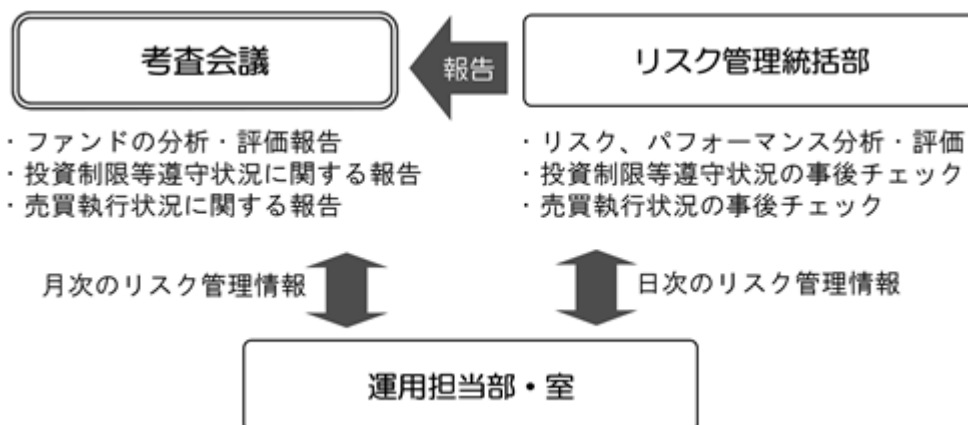 考査会議
報告
リスク管理統括部
・ファンドの分析・評価報告
・投資制限等遵守状況に関する報告
・売買執行状況に関する報告
・リスク、パフォーマンス分析・評価
・投資制限等遵守状況の事後チェック
・売買執行状況の事後チェック
月次のリスク管理情報
日次のリスク管理情報
運用担当部・室